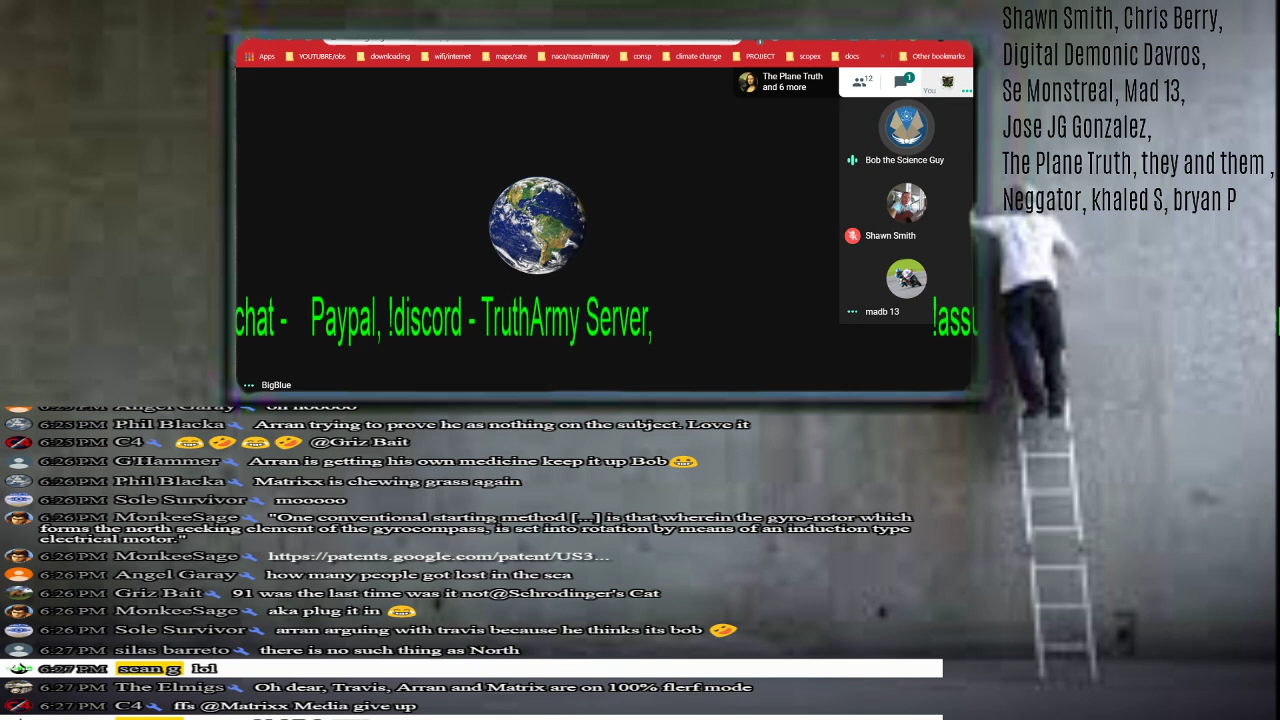 Shawn Smith, Chris Berry,
Digital Demonic Davros,
Se Monstreal, Mad 13,
Jose JG Gonzalez,
The Plane Truth, they and them ,
Neggator, khaled S, bryan P
Apps YOUTUBRE/obs downloading wifi/internet maps/sate naca/nasa/militrary consp climate change PROJECT scopex docs Other bookmarks
The Plane Truth
and 6 more
12 1 You
Bob the Science Guy
Shawn Smith
madb 13
chat - Paypal, !discord - TruthArmy Server, !assu
BigBlue
Angel Garay oh nooooo
6:25 PM Phil Blacka Arran trying to prove he as nothing on the subject. Love it
6:25 PM C4 😂🤣😂🤣 @Griz Bait
6:26 PM G'Hammer Arran is getting his own medicine keep it up Bob😁
6:26 PM Phil Blacka Matrixx is chewing grass again
6:26 PM Sole Survivor mooooo
6:26 PM MonkeeSage "One conventional starting method [...] is that wherein the gyro-rotor which
forms the north seeking element of the gyrocompass, is set into rotation by means of an induction type
electrical motor."
6:26 PM MonkeeSage https://patents.google.com/patent/US3...
6:26 PM Angel Garay how many people got lost in the sea
6:26 PM Griz Bait 91 was the last time was it not@Schrodinger's Cat
6:26 PM MonkeeSage aka plug it in 😂
6:26 PM Sole Survivor arran arguing with travis because he thinks its bob 🤣
6:27 PM silas barreto there is no such thing as North
6:27 PM sean g lol
6:27 PM The Elmigs Oh dear, Travis, Arran and Matrix are on 100% flerf mode
6:27 PM C4 ffs @Matrixx Media give up